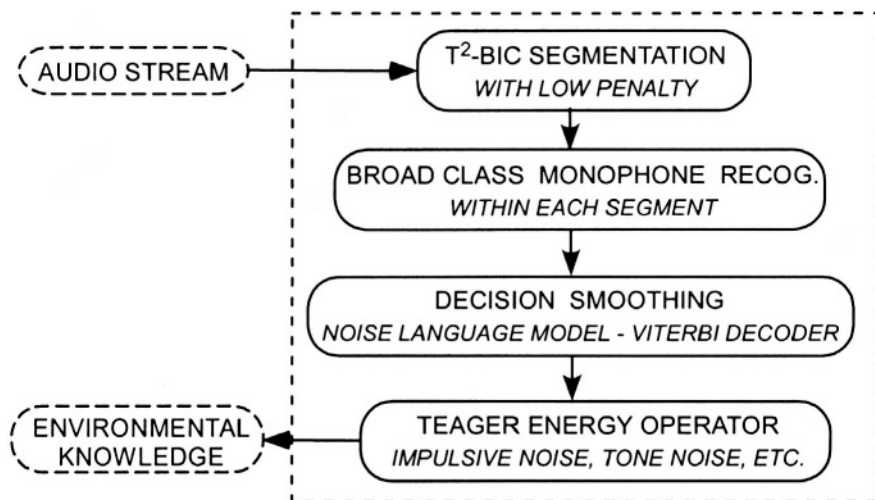 AUDIO STREAM
T²-BIC SEGMENTATION
WITH LOW PENALTY
BROAD CLASS MONOPHONE RECOG.
WITHIN EACH SEGMENT
DECISION SMOOTHING
NOISE LANGUAGE MODEL - VITERBI DECODER
TEAGER ENERGY OPERATOR
IMPULSIVE NOISE, TONE NOISE, ETC.
ENVIRONMENTAL
KNOWLEDGE